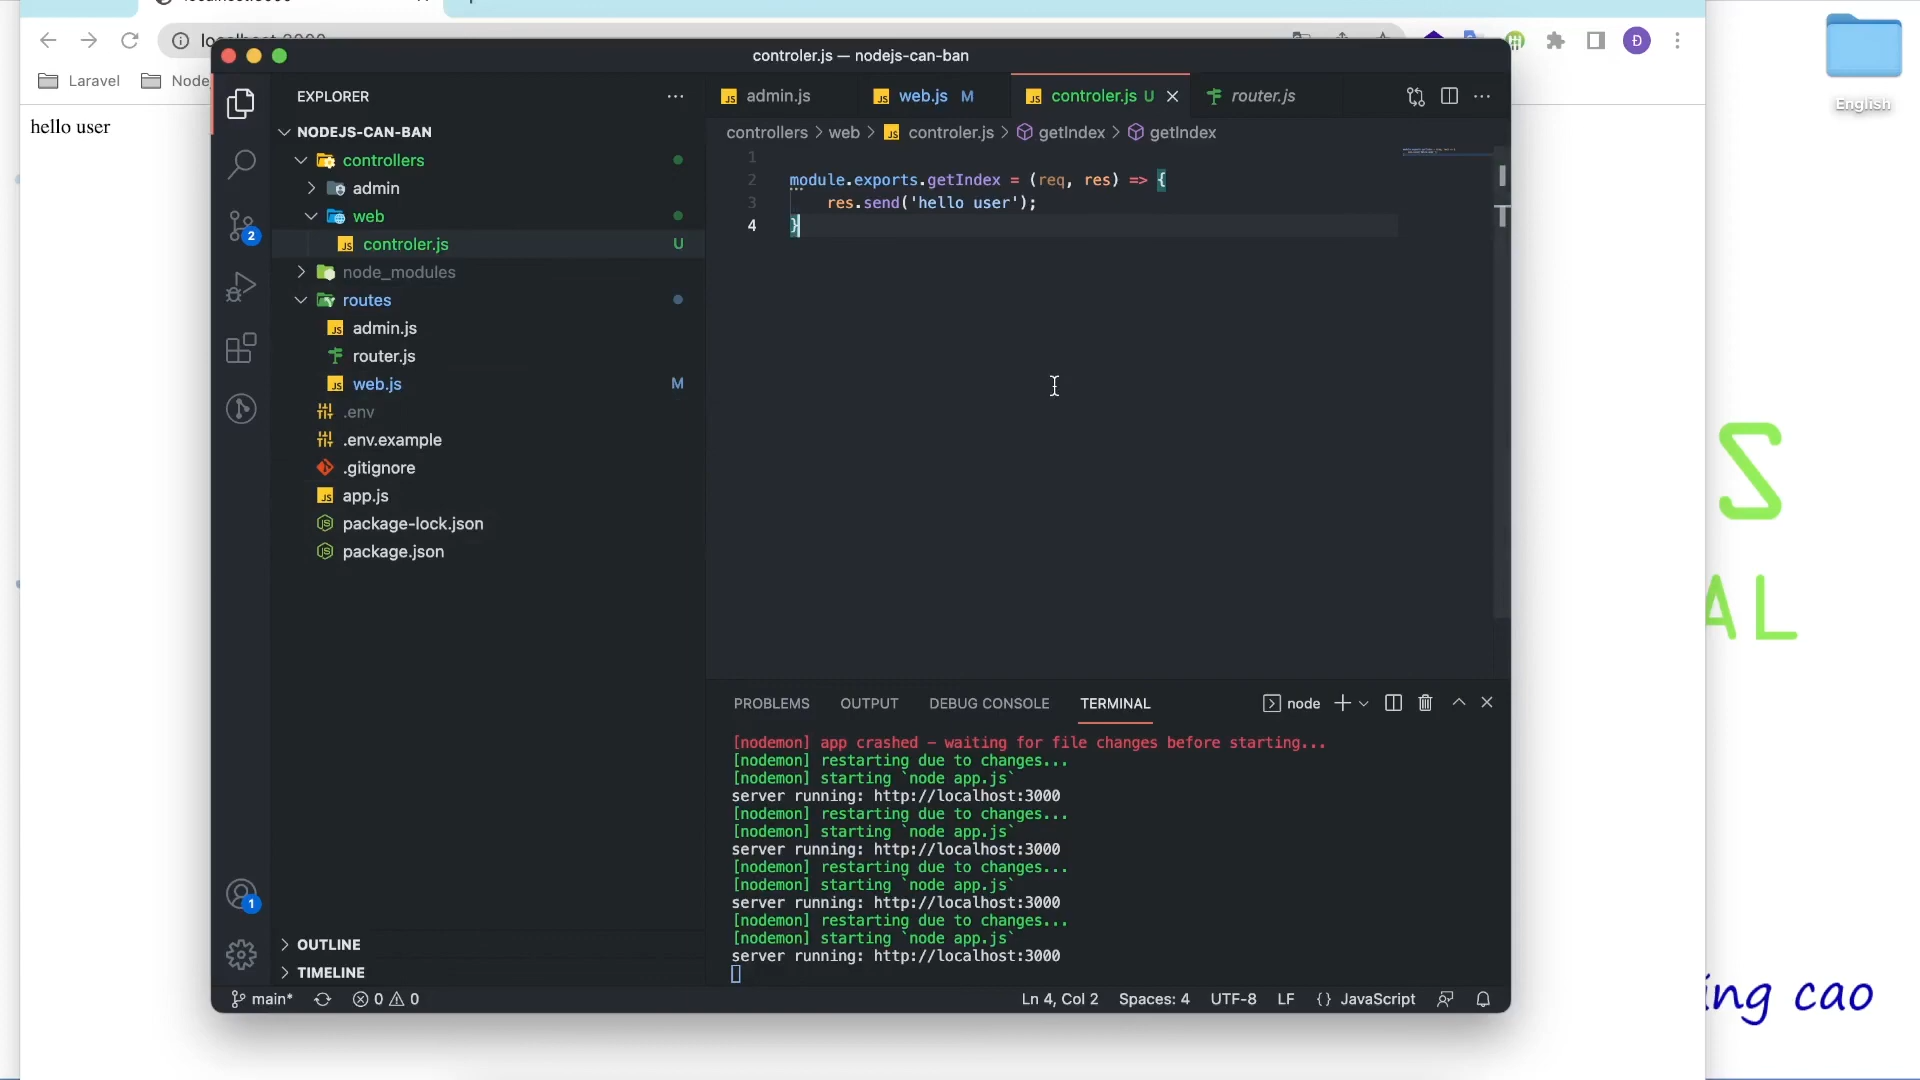 Laravel
hello user
controler.js — nodejs-can-ban
EXPLORER
NODEJS-CAN-BAN
controllers
admin
web
controler.js U
node_modules
routes
admin.js
router.js
web.js M
.env
.env.example
.gitignore
app.js
package-lock.json
package.json
OUTLINE
TIMELINE
2
1
admin.js
web.js M
controler.js U
router.js
controllers > web > controler.js > getIndex > getIndex
1
2 module.exports.getIndex = (req, res) => {
3 res.send('hello user');
4 }
PROBLEMS OUTPUT DEBUG CONSOLE TERMINAL
node
[nodemon] app crashed – waiting for file changes before starting...
[nodemon] restarting due to changes...
[nodemon] starting `node app.js`
server running: http://localhost:3000
[nodemon] restarting due to changes...
[nodemon] starting `node app.js`
server running: http://localhost:3000
[nodemon] restarting due to changes...
[nodemon] starting `node app.js`
server running: http://localhost:3000
[nodemon] restarting due to changes...
[nodemon] starting `node app.js`
server running: http://localhost:3000
main* 0 0
Ln 4, Col 2 Spaces: 4 UTF-8 LF {} JavaScript
Đ
English
S
AL
cao